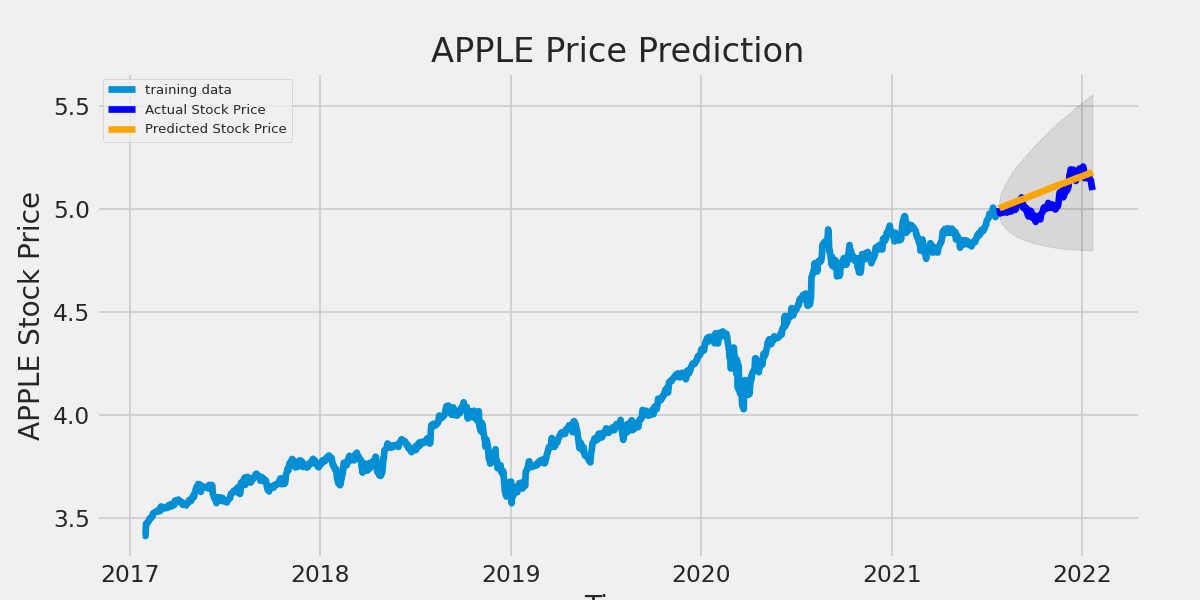 APPLE Price Prediction
training data
Actual Stock Price
Predicted Stock Price
APPLE Stock Price
5.5
5.0
4.5
4.0
3.5
2017 2018 2019 2020 2021 2022